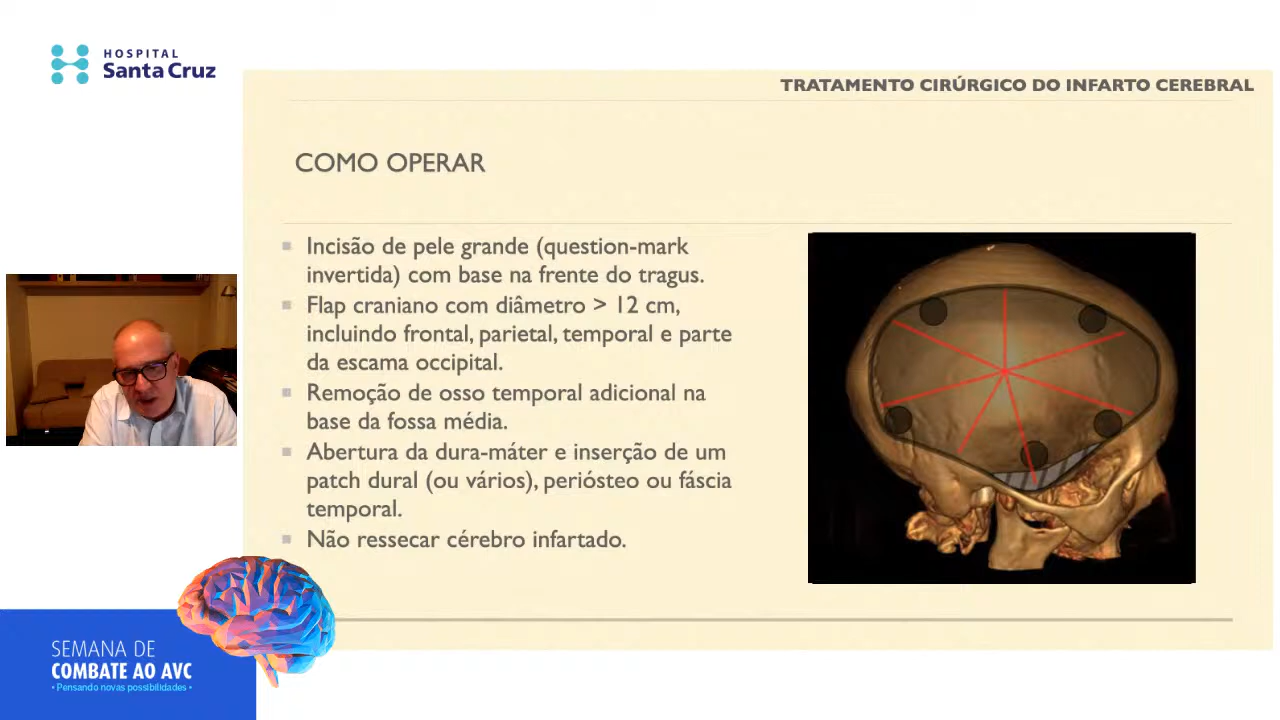 HOSPITAL
Santa Cruz
TRATAMENTO CIRÚRGICO DO INFARTO CEREBRAL
COMO OPERAR
Incisão de pele grande (question-mark
invertida) com base na frente do tragus.
Flap craniano com diâmetro > 12 cm,
incluindo frontal, parietal, temporal e parte
da escama occipital.
Remoção de osso temporal adicional na
base da fossa média.
Abertura da dura-máter e inserção de um
patch dural (ou vários), periósteo ou fáscia
temporal.
Não ressecar cérebro infartado.
SEMANA DE
COMBATE AO AVC
• Pensando novas possibilidades •